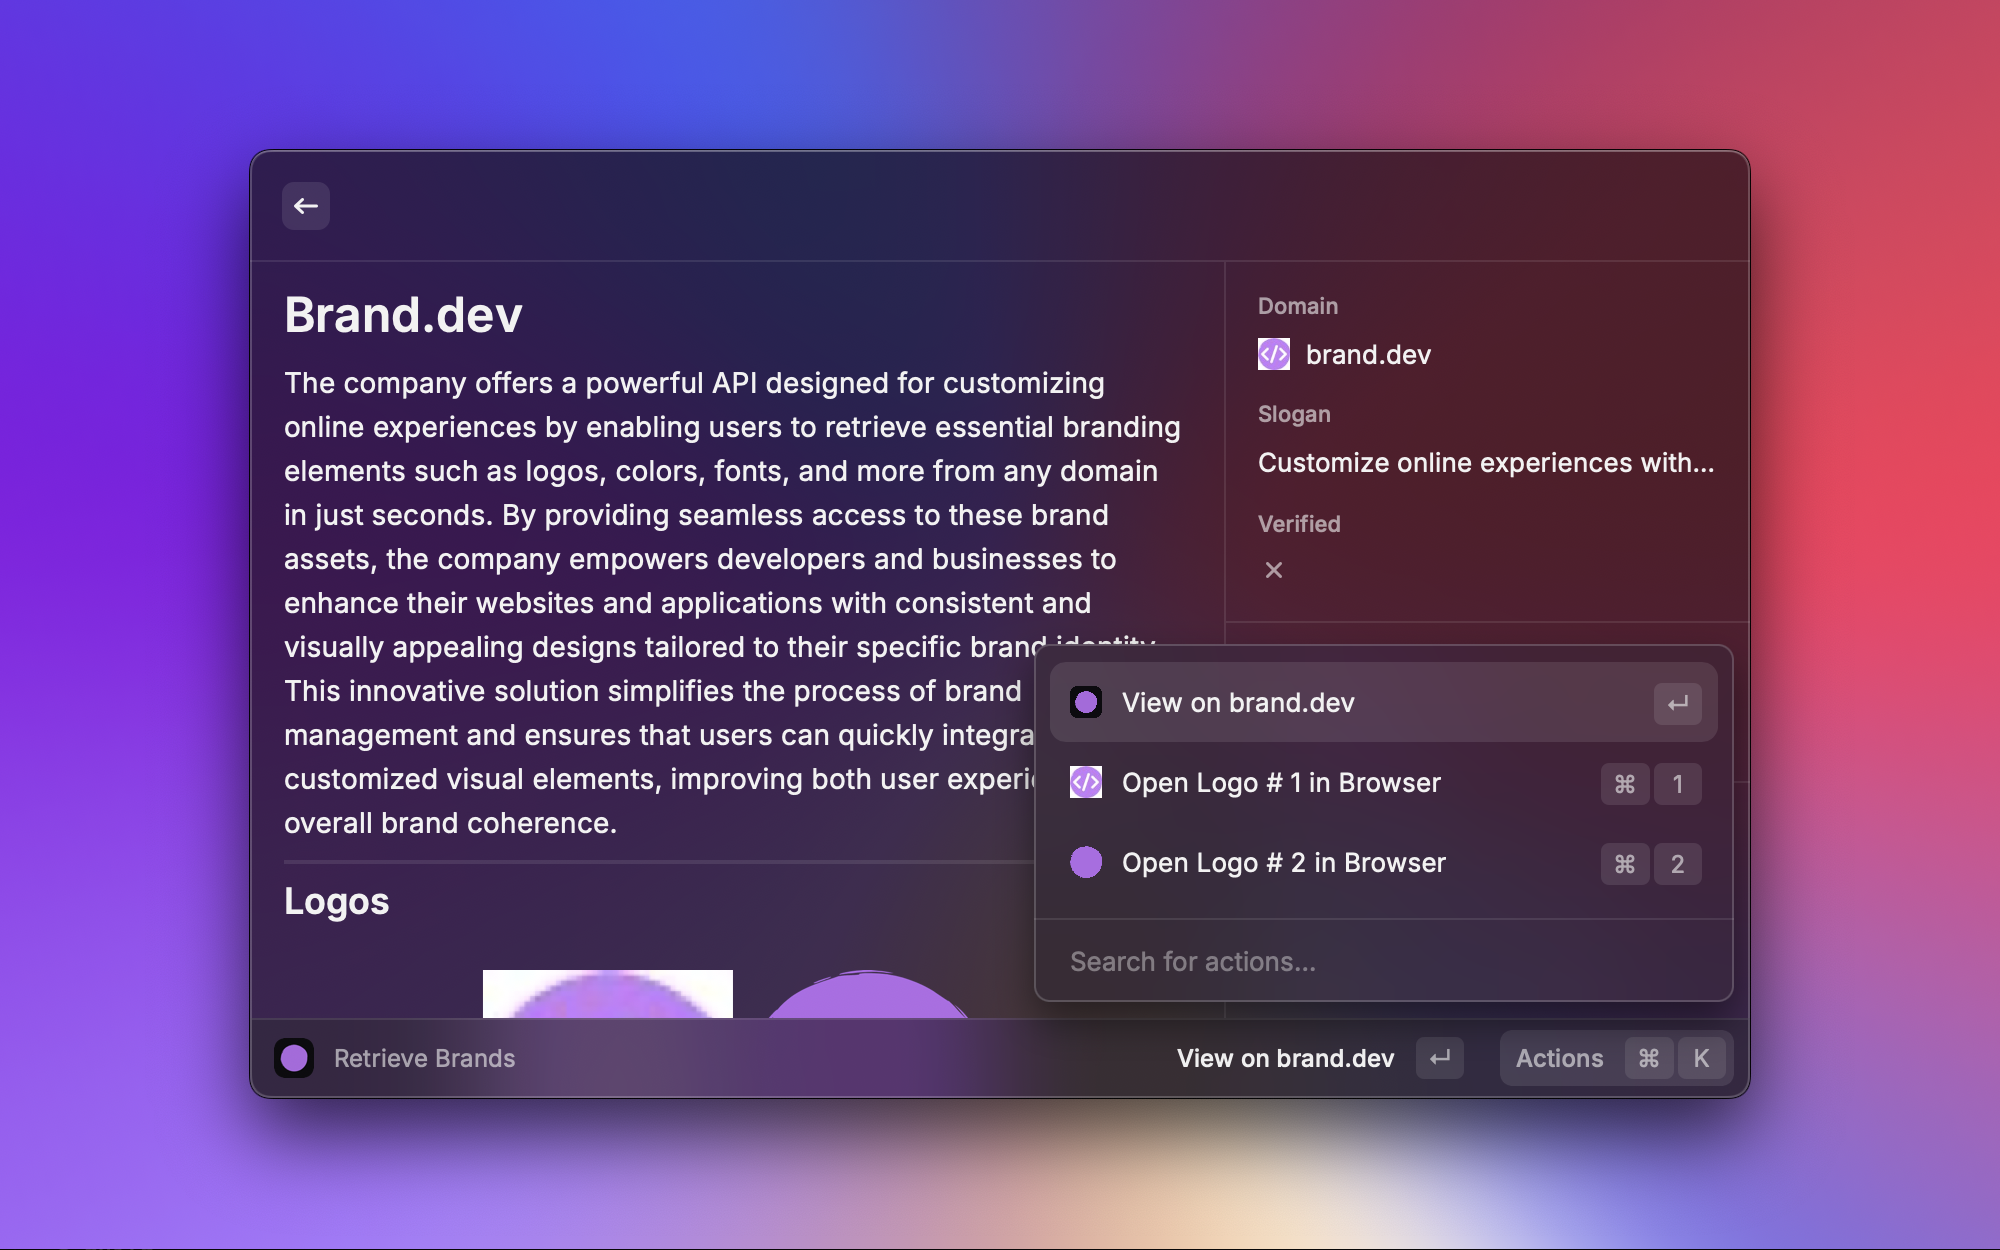 Brand.dev
The company offers a powerful API designed for customizing
online experiences by enabling users to retrieve essential branding
elements such as logos, colors, fonts, and more from any domain
in just seconds. By providing seamless access to these brand
assets, the company empowers developers and businesses to
enhance their websites and applications with consistent and
visually appealing designs tailored to their specific brand identity.
This innovative solution simplifies the process of brand
management and ensures that users can quickly
customized visual elements, improving both user
overall brand coherence.
Logos
Domain
brand.dev
Slogan
Customize online experiences with...
Verified
View on brand.dev ↵
Open Logo # 1 in Browser ⌘ 1
Open Logo # 2 in Browser ⌘ 2
Search for actions...
Retrieve Brands
View on brand.dev ↵
Actions ⌘ K